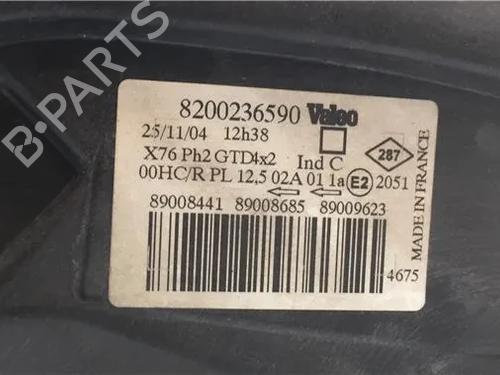 B-PARTS
8200236590 Valeo
25/11/04 12h38
X76 Ph2 GTD4x2 Ind C 287
00HC/R PL 12,5 02A 01 1a E2 2051
89008441 89008685 89009623
4675
MADE IN FRANCE